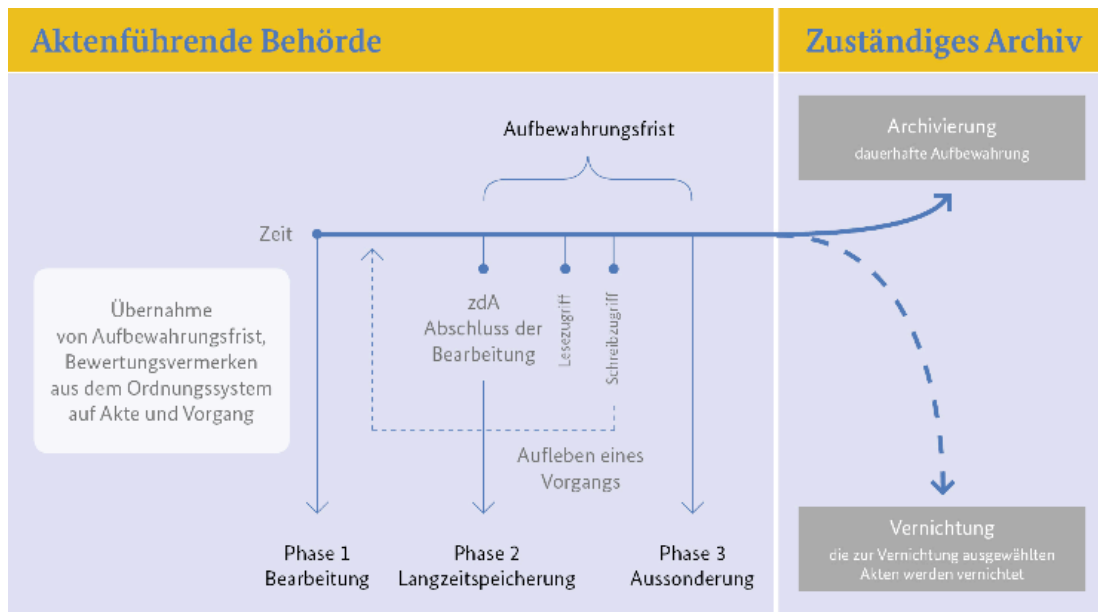 Aktenführende Behörde
Zuständiges Archiv
Aufbewahrungsfrist
Archivierung
dauerhafte Aufbewahrung
Zeit
Übernahme
von Aufbewahrungsfrist,
Bewertungsvermerken
aus dem Ordnungssystem
auf Akte und Vorgang
zdA
Abschluss der
Bearbeitung
Lesezugriff
Schreibzugriff
Aufleben eines
Vorgangs
Phase 1
Bearbeitung
Phase 2
Langzeitspeicherung
Phase 3
Aussonderung
Vernichtung
die zur Vernichtung ausgewählten
Akten werden vernichtet